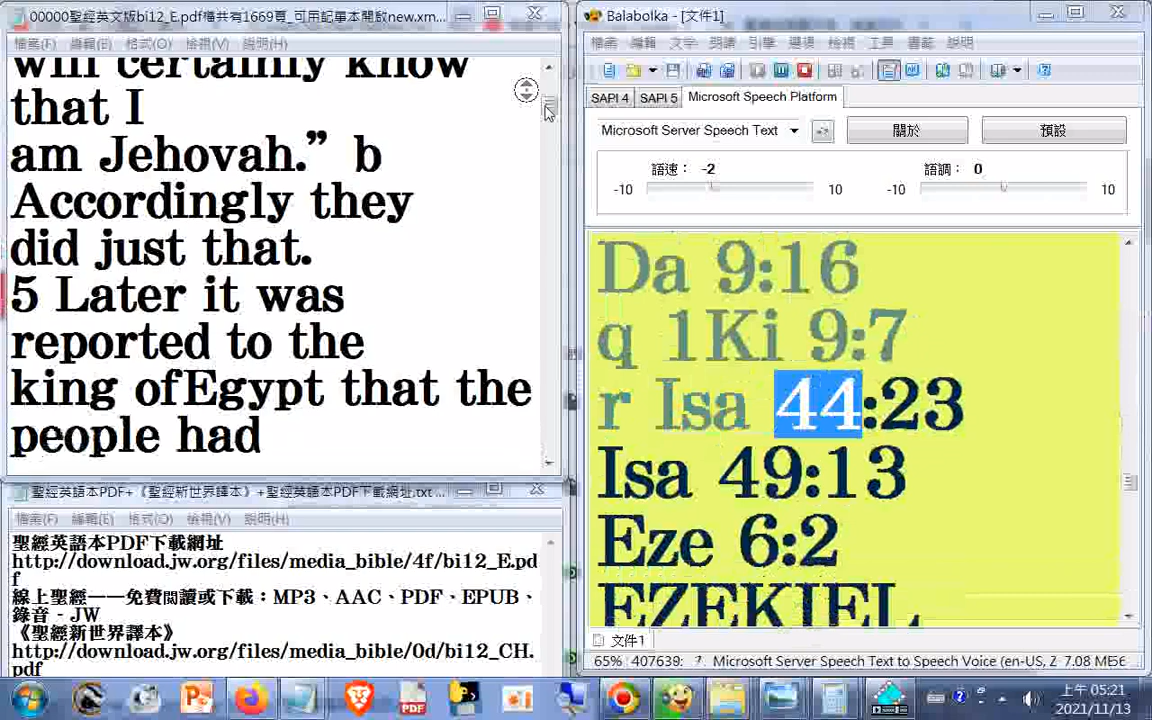 00000聖經英文版bi12_E.pdf檔共有1669頁_可用記事本開啟new.xm...
檔案(F) 編輯(E) 格式(O) 檢視(V) 說明(H)
will certainly know
that I
am Jehovah.” b
Accordingly they
did just that.
5 Later it was
reported to the
king ofEgypt that the
people had
聖經英語本PDF+《聖經新世界譯本》+聖經英語本PDF下載網址.txt ...
檔案(F) 編輯(E) 格式(O) 檢視(V) 說明(H)
聖經英語本PDF下載網址
http://download.jw.org/files/media_bible/4f/bi12_E.pd
f
線上聖經——免費閱讀或下載：MP3、AAC、PDF、EPUB、
錄音 - JW
《聖經新世界譯本》
http://download.jw.org/files/media_bible/0d/bi12_CH.
pdf
Balabolka - [文件1]
檔案 編輯 文字 朗讀 引擎 選項 檢視 工具 書籤 說明
SAPI 4 SAPI 5 Microsoft Speech Platform
Microsoft Server Speech Text 關於 預設
語速： -2 語調： 0
-10 10 -10 10
Da 9:16
q 1Ki 9:7
r Isa 44:23
Isa 49:13
Eze 6:2
EZEKIEL
文件1
65% 407639: ?. Microsoft Server Speech Text to Speech Voice (en-US, Z 7.08 ME56
上午 05:21
2021/11/13